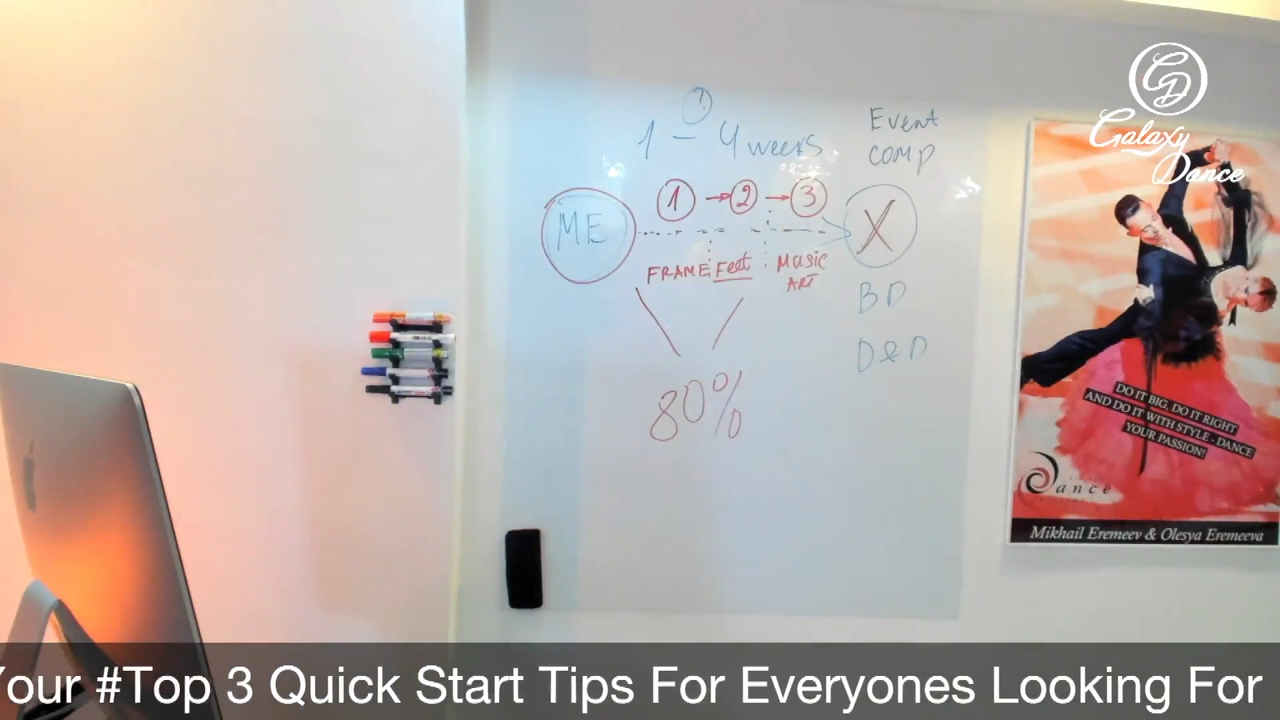 ?
1 – 4 weeks
Event
COMP
ME
1 → 2 → 3
X
FRAME Feet Music
ART
BD
D&D
80%
GD
Galaxy
Dance
DO IT BIG, DO IT RIGHT
AND DO IT WITH STYLE - DANCE
YOUR PASSION!
Dance
Mikhail Eremeev & Olesya Eremeeva
Your #Top 3 Quick Start Tips For Everyones Looking For